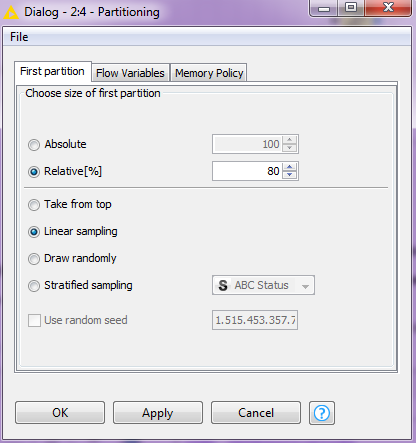 Dialog - 2:4 - Partitioning
File
First partition Flow Variables Memory Policy
Choose size of first partition
Absolute 100
Relative[%] 80
Take from top
Linear sampling
Draw randomly
Stratified sampling S ABC Status
Use random seed 1.515.453.357.7
OK Apply Cancel ?